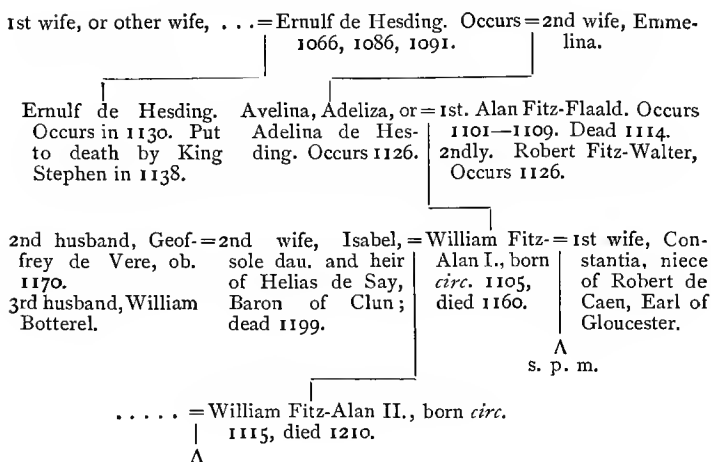 1st wife, or other wife, . . . = Ernulf de Hesding. Occurs = 2nd wife, Emme-
1066, 1086, 1091. lina.
Ernulf de Hesding. Avelina, Adeliza, or = 1st. Alan Fitz-Flaald. Occurs
Occurs in 1130. Put Adelina de Hes- 1101—1109. Dead 1114.
to death by King ding. Occurs 1126. 2ndly. Robert Fitz-Walter,
Stephen in 1138. Occurs 1126.
2nd husband, Geof- = 2nd wife, Isabel, = William Fitz- = 1st wife, Con-
frey de Vere, ob. sole dau. and heir Alan I., born stantia, niece
1170. of Helias de Say, circ. 1105, of Robert de
3rd husband, William Baron of Clun; died 1160. Caen, Earl of
Botterel. dead 1199. Gloucester.
s. p. m.
. . . . . = William Fitz-Alan II., born circ.
1115, died 1210.